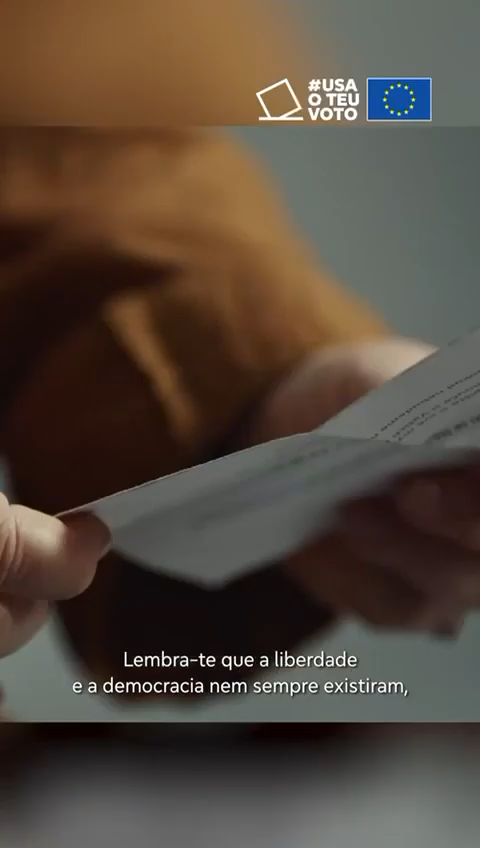 #USA
O TEU
VOTO
Lembra-te que a liberdade
e a democracia nem sempre existiram,